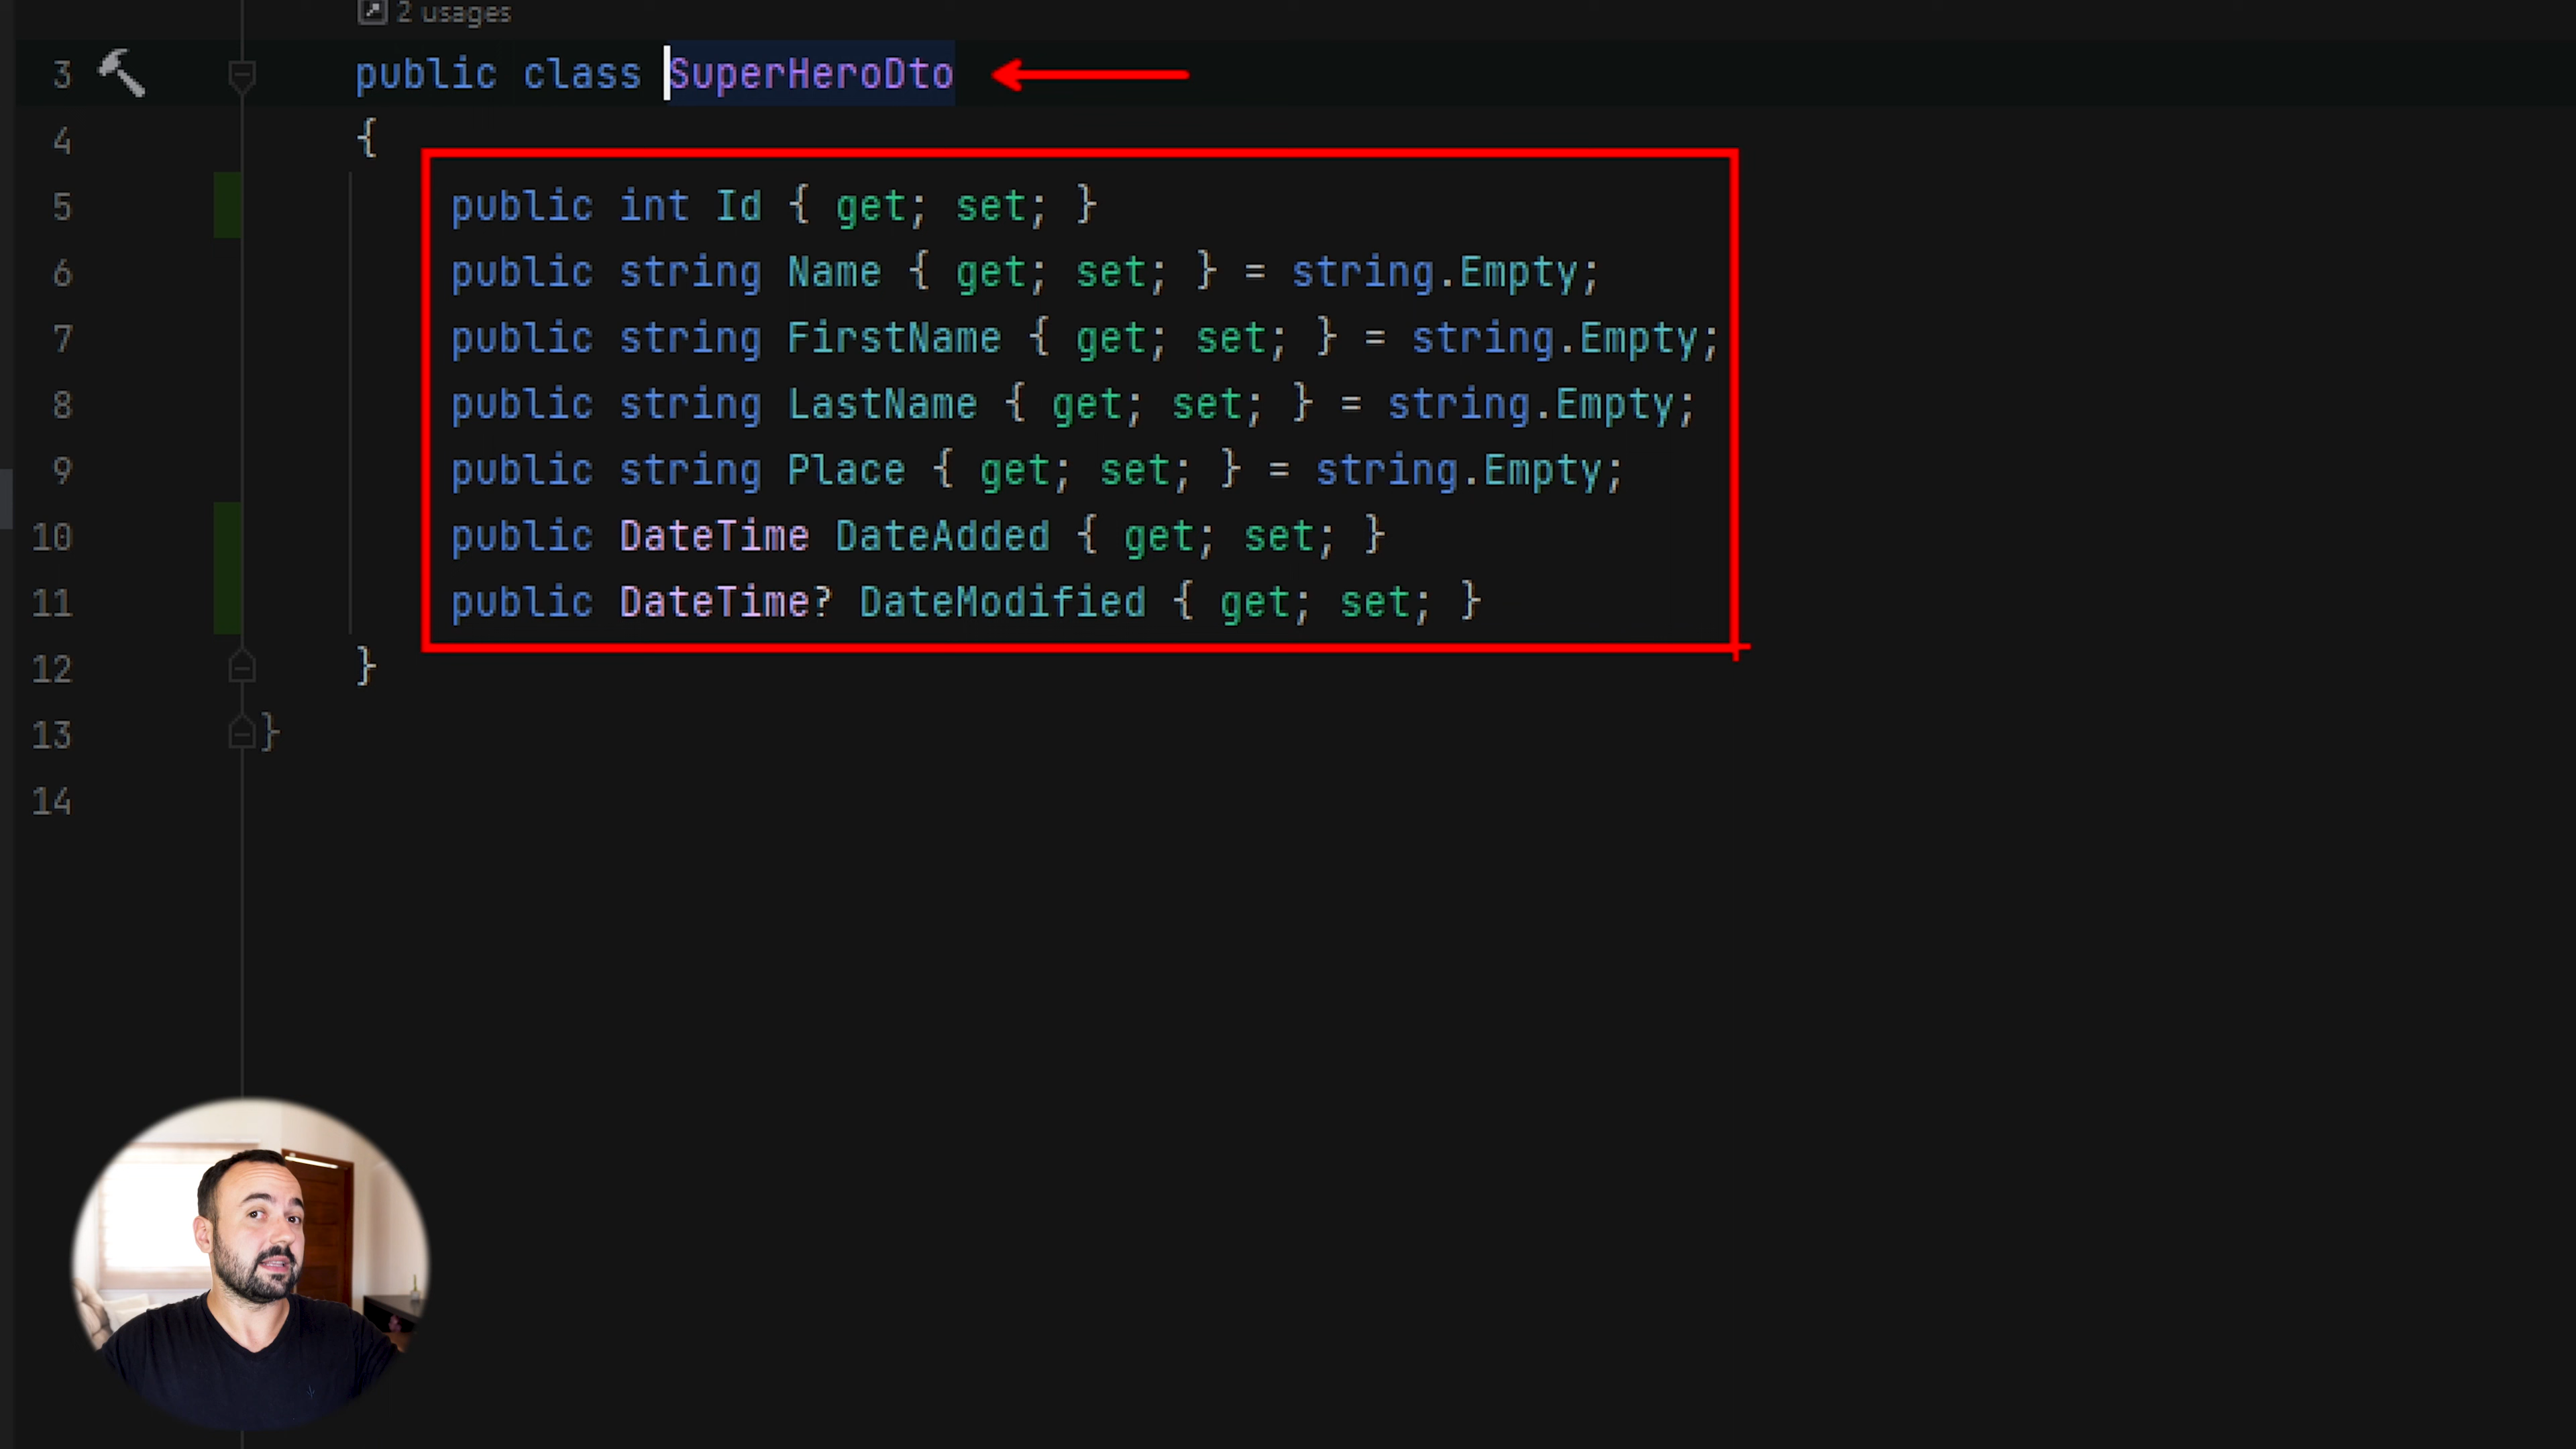 2 usages
3 public class SuperHeroDto
4 {
5 public int Id { get; set; }
6 public string Name { get; set; } = string.Empty;
7 public string FirstName { get; set; } = string.Empty;
8 public string LastName { get; set; } = string.Empty;
9 public string Place { get; set; } = string.Empty;
10 public DateTime DateAdded { get; set; }
11 public DateTime? DateModified { get; set; }
12 }
13 }
14